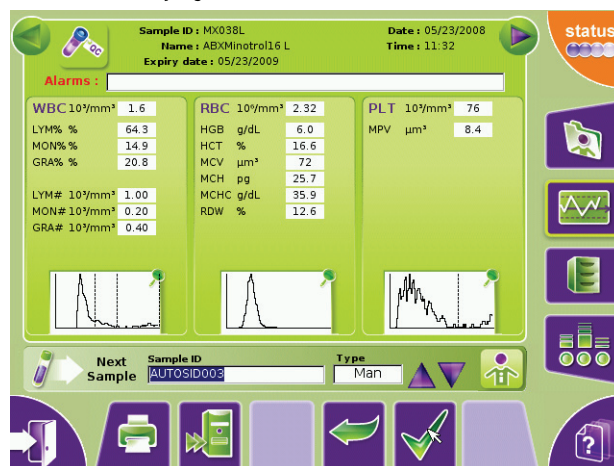 Sample ID : MX038L
Name : ABXMinotrol16 L
Expiry date : 05/23/2009
Date : 05/23/2008
Time : 11:32
status
QC
Alarms :
WBC 10³/mm³ 1.6
LYM% % 64.3
MON% % 14.9
GRA% % 20.8
LYM# 10³/mm³ 1.00
MON# 10³/mm³ 0.20
GRA# 10³/mm³ 0.40
RBC 10⁶/mm³ 2.32
HGB g/dL 6.0
HCT % 16.6
MCV µm³ 72
MCH pg 25.7
MCHC g/dL 35.9
RDW % 12.6
PLT 10³/mm³ 76
MPV µm³ 8.4
Next Sample
Sample ID
AUTOSID003
Type
Man
?